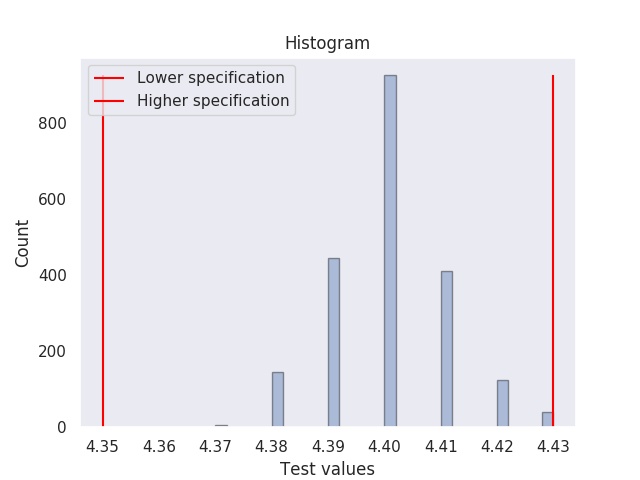 Histogram
Lower specification
Higher specification
800
600
400
200
0
Count
4.35 4.36 4.37 4.38 4.39 4.40 4.41 4.42 4.43
Test values